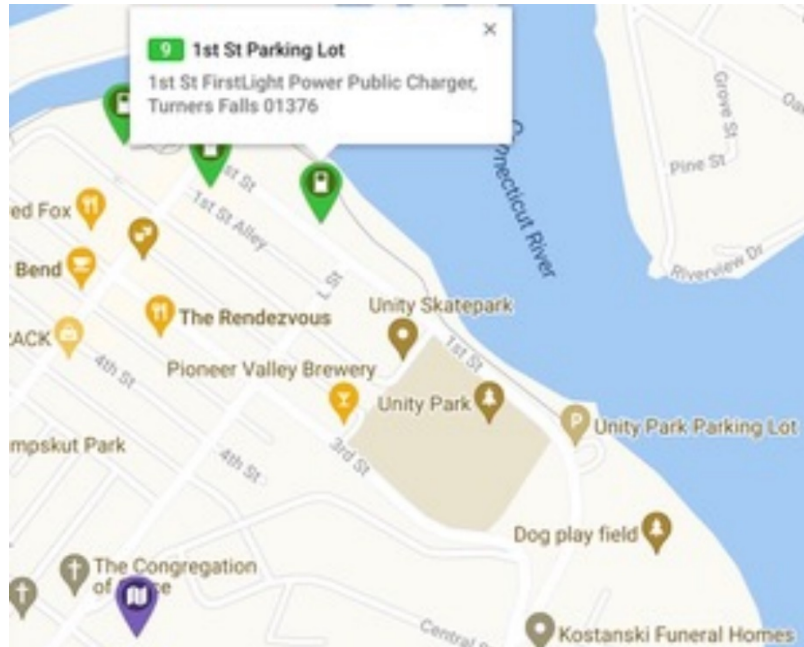 9 1st St Parking Lot
1st St FirstLight Power Public Charger,
Turners Falls 01376
Connecticut River
Grove St
Pine St
Riverview Dr
st St
1st St Alley
ed Fox
Bend
L St
The Rendezvous
Unity Skatepark
ACK
1st St
4th St
Pioneer Valley Brewery
Unity Park
Unity Park Parking Lot
mpskut Park
3rd St
4th St
Dog play field
The Congregation
of
Central
Kostanski Funeral Homes